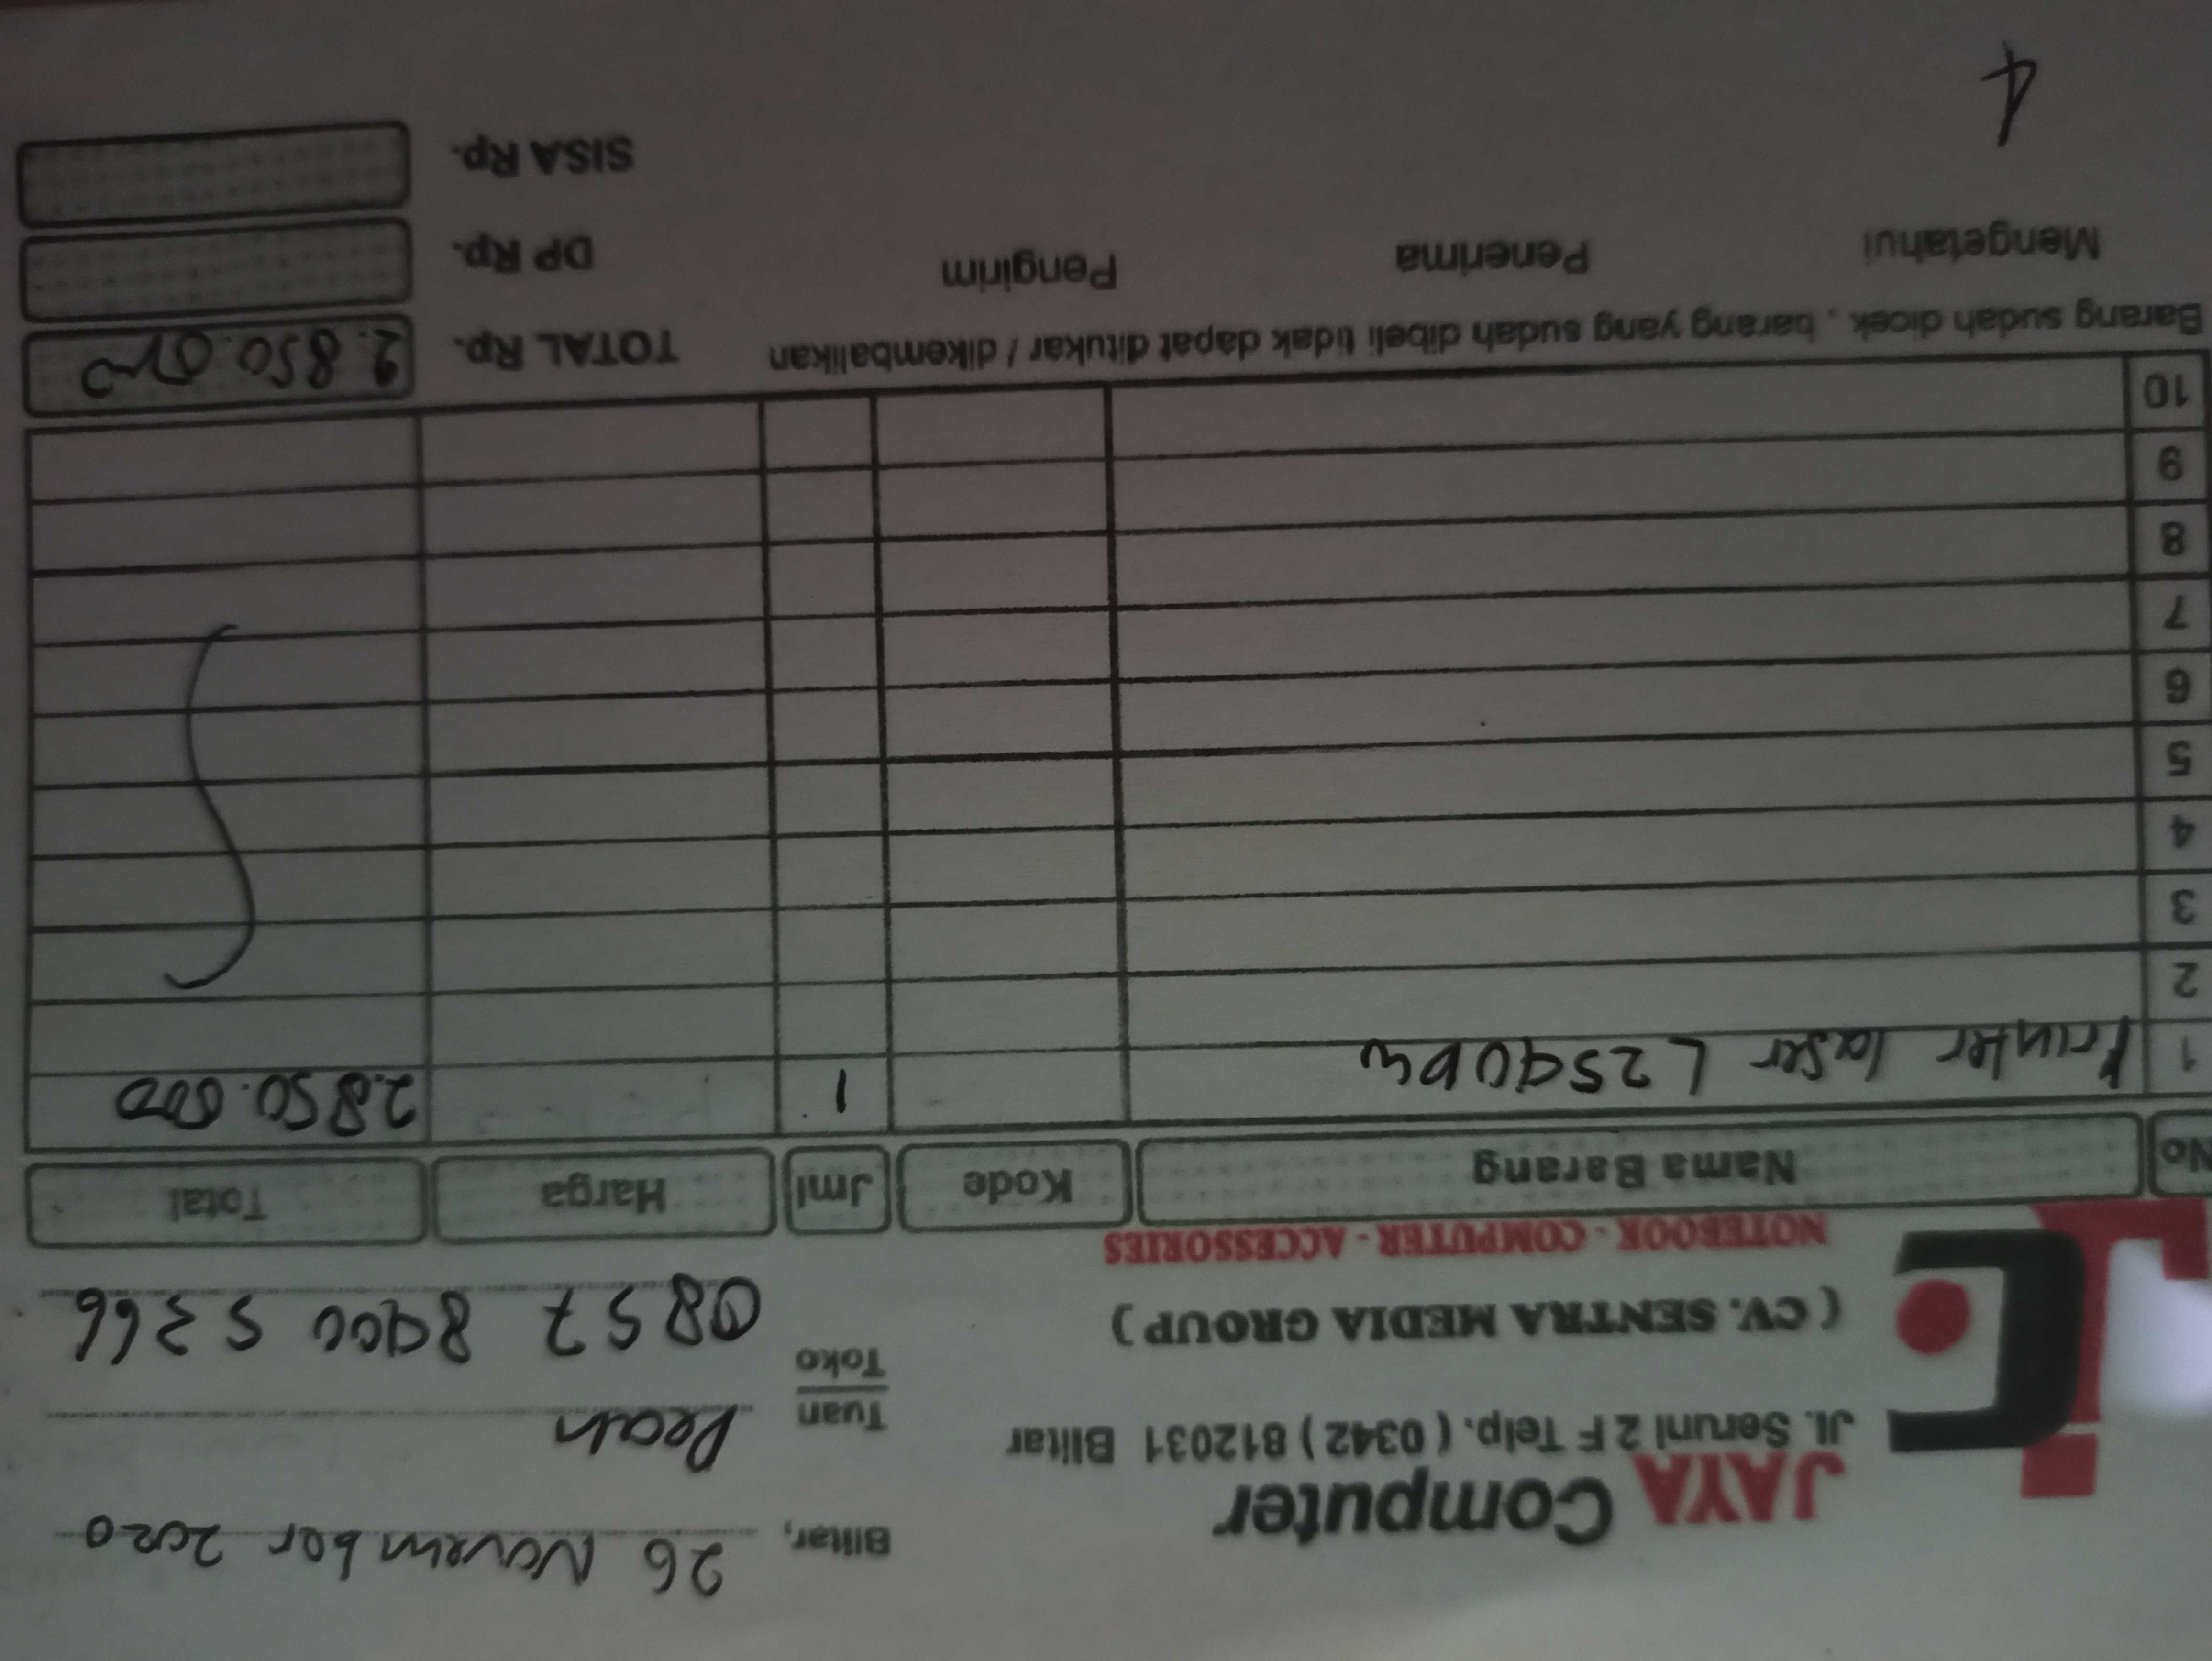 JAYA Computer
Jl. Seruni 2 F Telp. ( 0342 ) 812031 Blitar
( CV. SENTRA MEDIA GROUP )
NOTEBOOK - COMPUTER - ACCESSORIES
Blitar, 26 November 2020
Tuan
Toko
0857 8400 5366
No Nama Barang Kode Jml Harga Total
1 Printer laser L2540DW 1 2.850.000
2
3
4
5
6
7
8
9
10
Barang sudah dicek , barang yang sudah dibeli tidak dapat ditukar / dikembalikan
TOTAL Rp. 2.850.000
Mengetahui Penerima Pengirim
DP Rp.
SISA Rp.